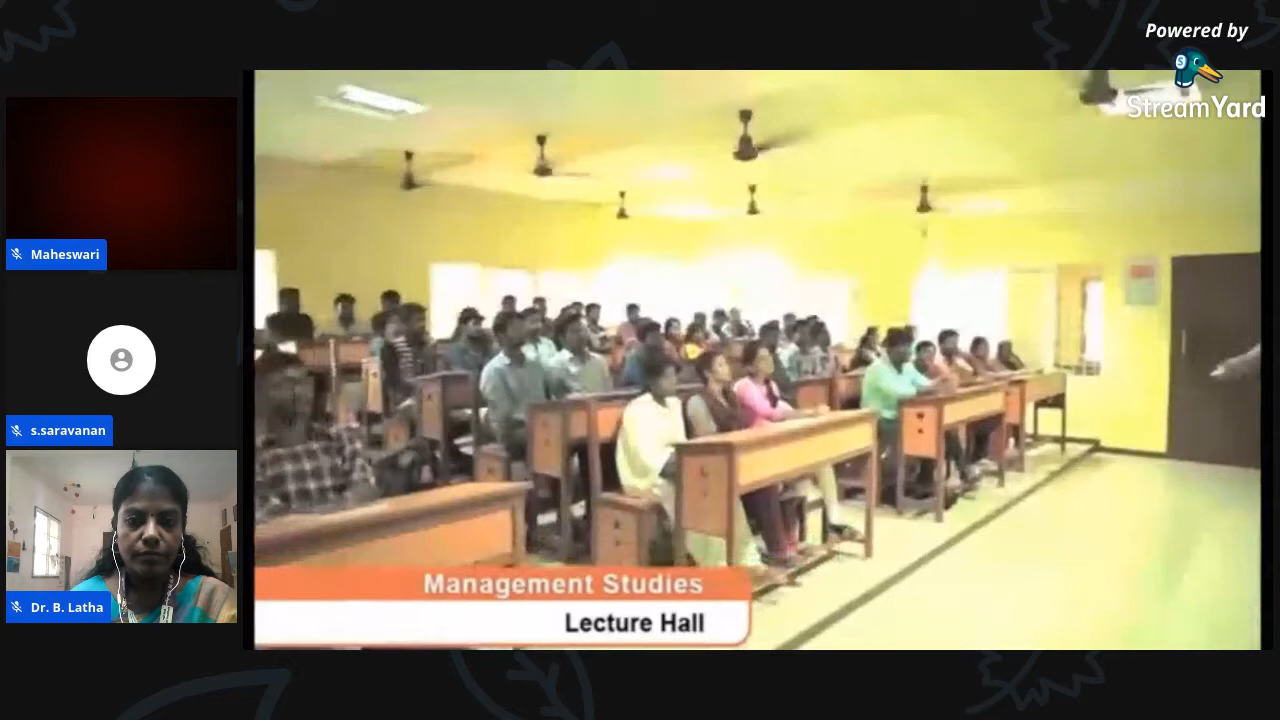 Powered by
StreamYard
Maheswari
s.saravanan
Dr. B. Latha
Management Studies
Lecture Hall